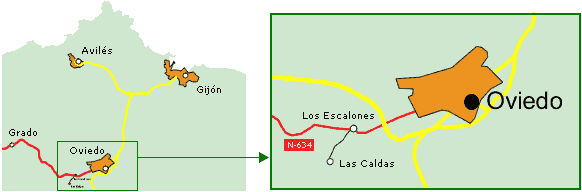 Avilés
Gijón
Grado
Oviedo
Los Escalones
Oviedo
N-634
Las Caldas